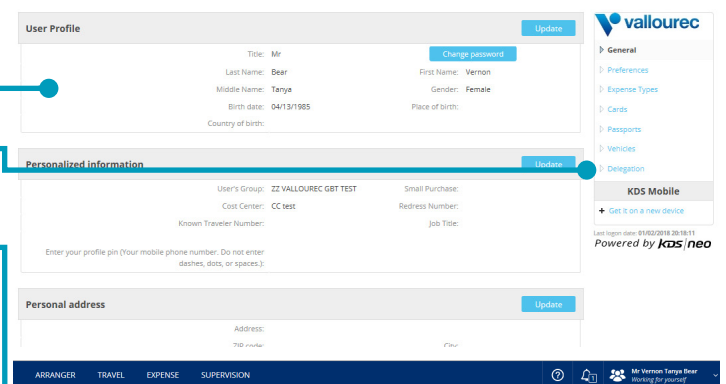 User Profile
Update
Title: Mr
Change password
Last Name: Bear
First Name: Vernon
Middle Name: Tanya
Gender: Female
Birth date: 04/13/1985
Place of birth:
Country of birth:
Personalized information
Update
User's Group: ZZ VALLOUREC GBT TEST
Small Purchase:
Cost Center: CC test
Redress Number:
Known Traveler Number:
Job Title:
Enter your profile pin (Your mobile phone number. Do not enter
dashes, dots, or spaces.):
Personal address
Update
Address:
ZIP code:
City:
vallourec
General
Preferences
Expense Types
Cards
Passports
Vehicles
Delegation
KDS Mobile
+ Get it on a new device
Last logon date: 01/02/2018 20:18:11
Powered by kds neo
ARRANGER TRAVEL EXPENSE SUPERVISION
? 1 Mr Vernon Tanya Bear
Working for yourself